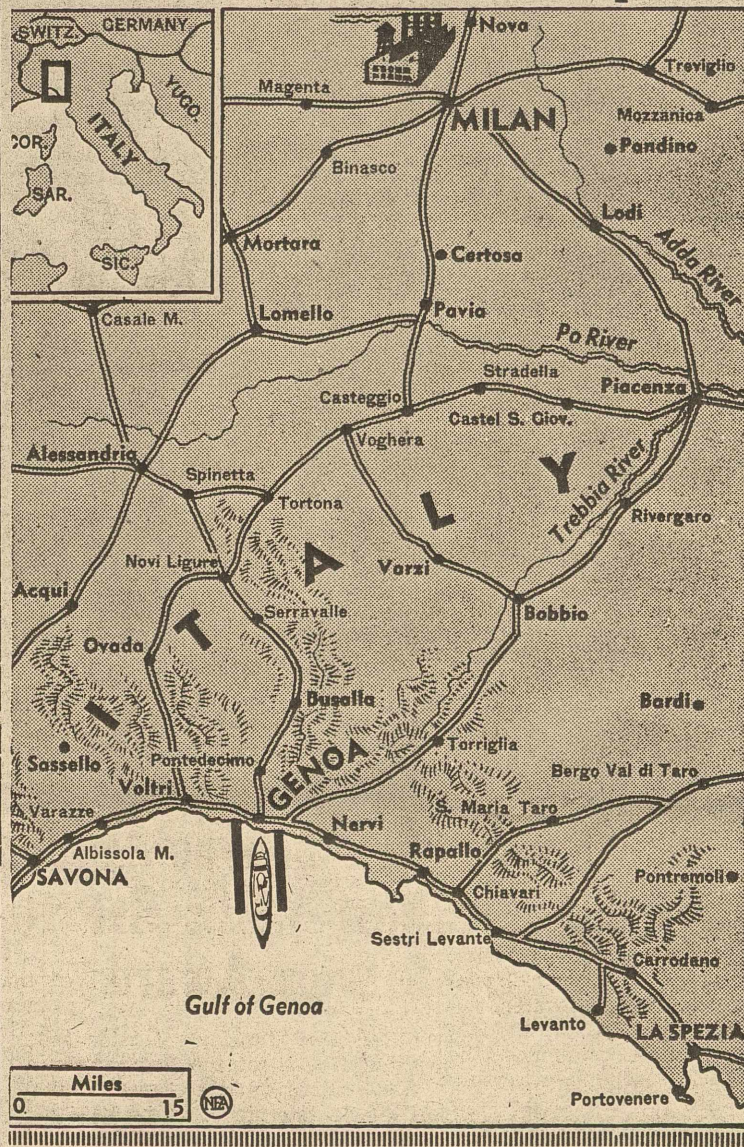 SWITZ. GERMANY
YUGO.
ITALY
COR.
SAR.
SIC.
Nova
Treviglio
Magenta
MILAN
Mozzanica
Pandino
Binasco
Lodi
Mortara
Certosa
Adda River
Casale M.
Lomello
Pavia
Po River
Stradella
Piacenza
Casteggio
Castel S. Giov.
Voghera
Alessandria
Spinetta
Tortona
Trebbia River
Rivergaro
ITALY
Novi Ligure
Varzi
Acqui
Serravalle
Bobbio
Ovada
Busalla
Bardi
Sassello
Pontedecimo
GENOA
Torriglia
Bergo Val di Taro
Voltri
S. Maria Taro
Varazze
Nervi
Albissola M.
Rapallo
SAVONA
Chiavari
Pontremoli
Sestri Levante
Carrodano
Gulf of Genoa
Levanto
LA SPEZIA
Miles
0 15
NEA
Portovenere